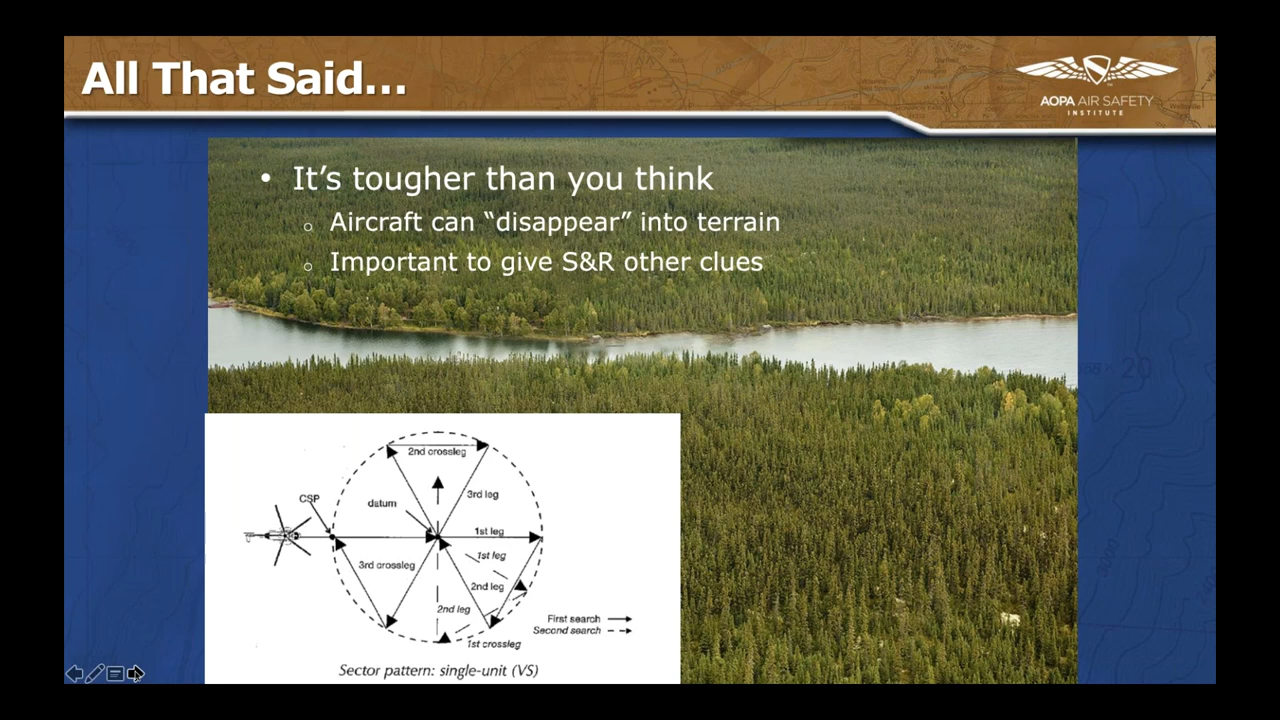 All That Said...
AOPA AIR SAFETY
INSTITUTE
• It's tougher than you think
o Aircraft can “disappear” into terrain
o Important to give S&R other clues
2nd crossleg
CSP
datum
3rd leg
1st leg
1st leg
3rd crossleg
2nd leg
2nd leg
First search
Second search
1st crossleg
Sector pattern: single-unit (VS)
20
3000